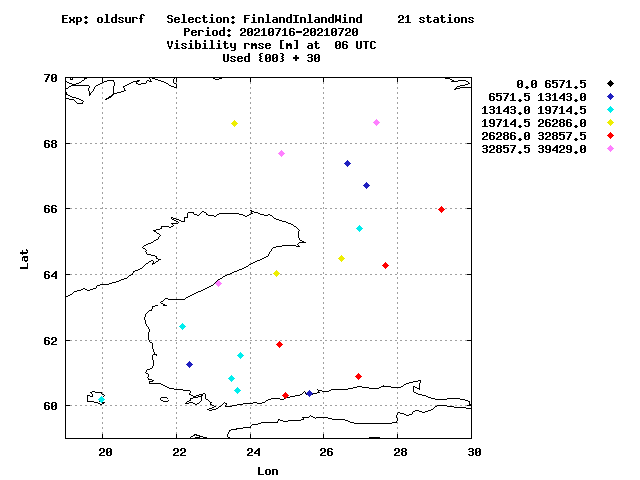 Exp: oldsurf   Selection: FinlandInlandWind     21 stations
Period: 20210716-20210720
Visibility rmse [m] at  06 UTC
Used {00} + 30
0.0 6571.5
6571.5 13143.0
13143.0 19714.5
19714.5 26286.0
26286.0 32857.5
32857.5 39429.0
70
68
66
64
62
60
Lat
20 22 24 26 28 30
Lon